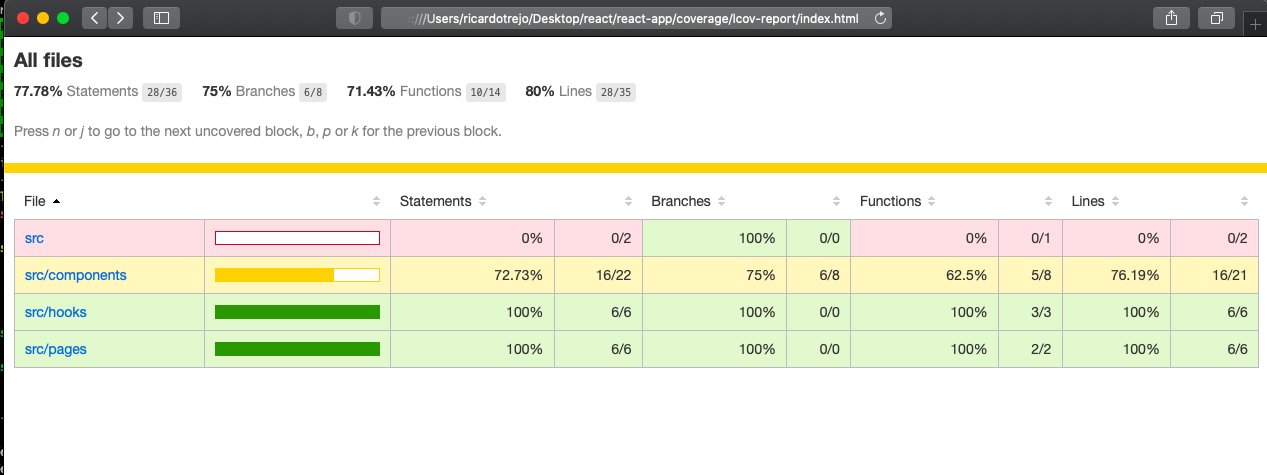 :///Users/ricardotrejo/Desktop/react/react-app/coverage/lcov-report/index.html
All files
77.78% Statements 28/36 75% Branches 6/8 71.43% Functions 10/14 80% Lines 28/35
Press n or j to go to the next uncovered block, b, p or k for the previous block.
File Statements Branches Functions Lines
src 0% 0/2 100% 0/0 0% 0/1 0% 0/2
src/components 72.73% 16/22 75% 6/8 62.5% 5/8 76.19% 16/21
src/hooks 100% 6/6 100% 0/0 100% 3/3 100% 6/6
src/pages 100% 6/6 100% 0/0 100% 2/2 100% 6/6